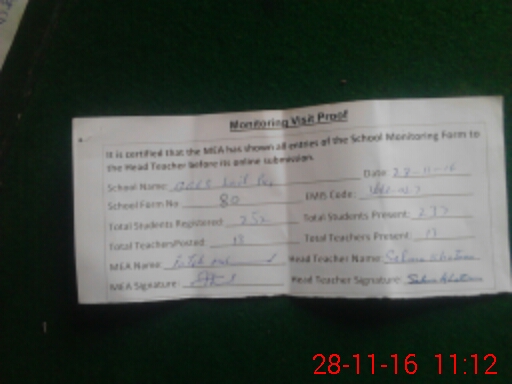 Monitoring Visit Proof
It is certified that the MEA has shown all entries of the School Monitoring Form to
the Head Teacher before its online submission.
School Name: Date: 28-11-16
School Form No 80 EMIS Code:
Total Students Registered: 252 Total Students Present:
Total Teachers Posted: 13 Total Teachers Present: 13
MEA Name: Head Teacher Name:
MEA Signature: Head Teacher Signature:
28-11-16 11:12